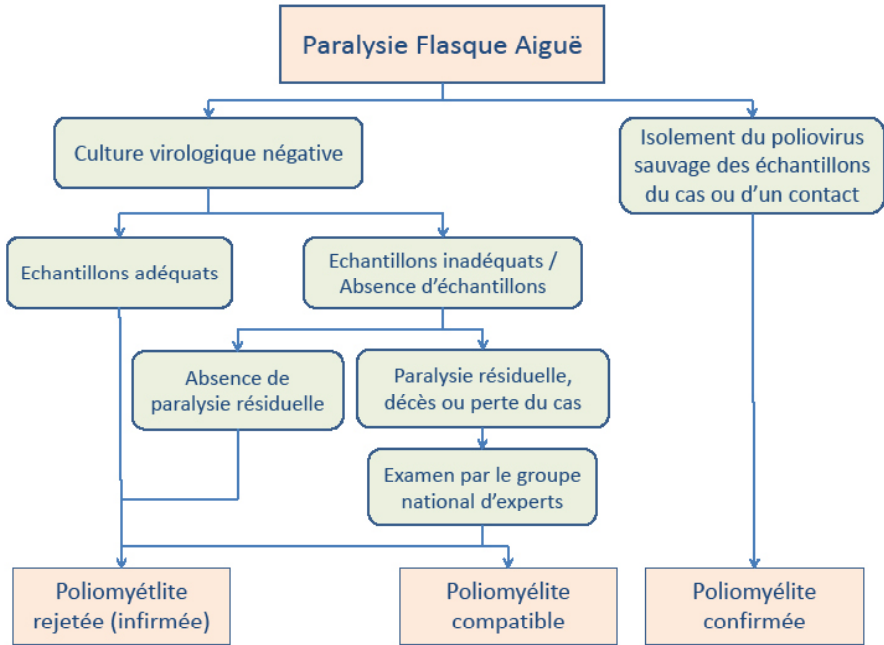 Paralysie Flasque Aiguë
Culture virologique négative
Isolement du poliovirus
sauvage des échantillons
du cas ou d'un contact
Echantillons adéquats
Echantillons inadéquats /
Absence d'échantillons
Absence de
paralysie résiduelle
Paralysie résiduelle,
décès ou perte du cas
Examen par le groupe
national d'experts
Poliomyétlite
rejetée (infirmée)
Poliomyélite
compatible
Poliomyélite
confirmée